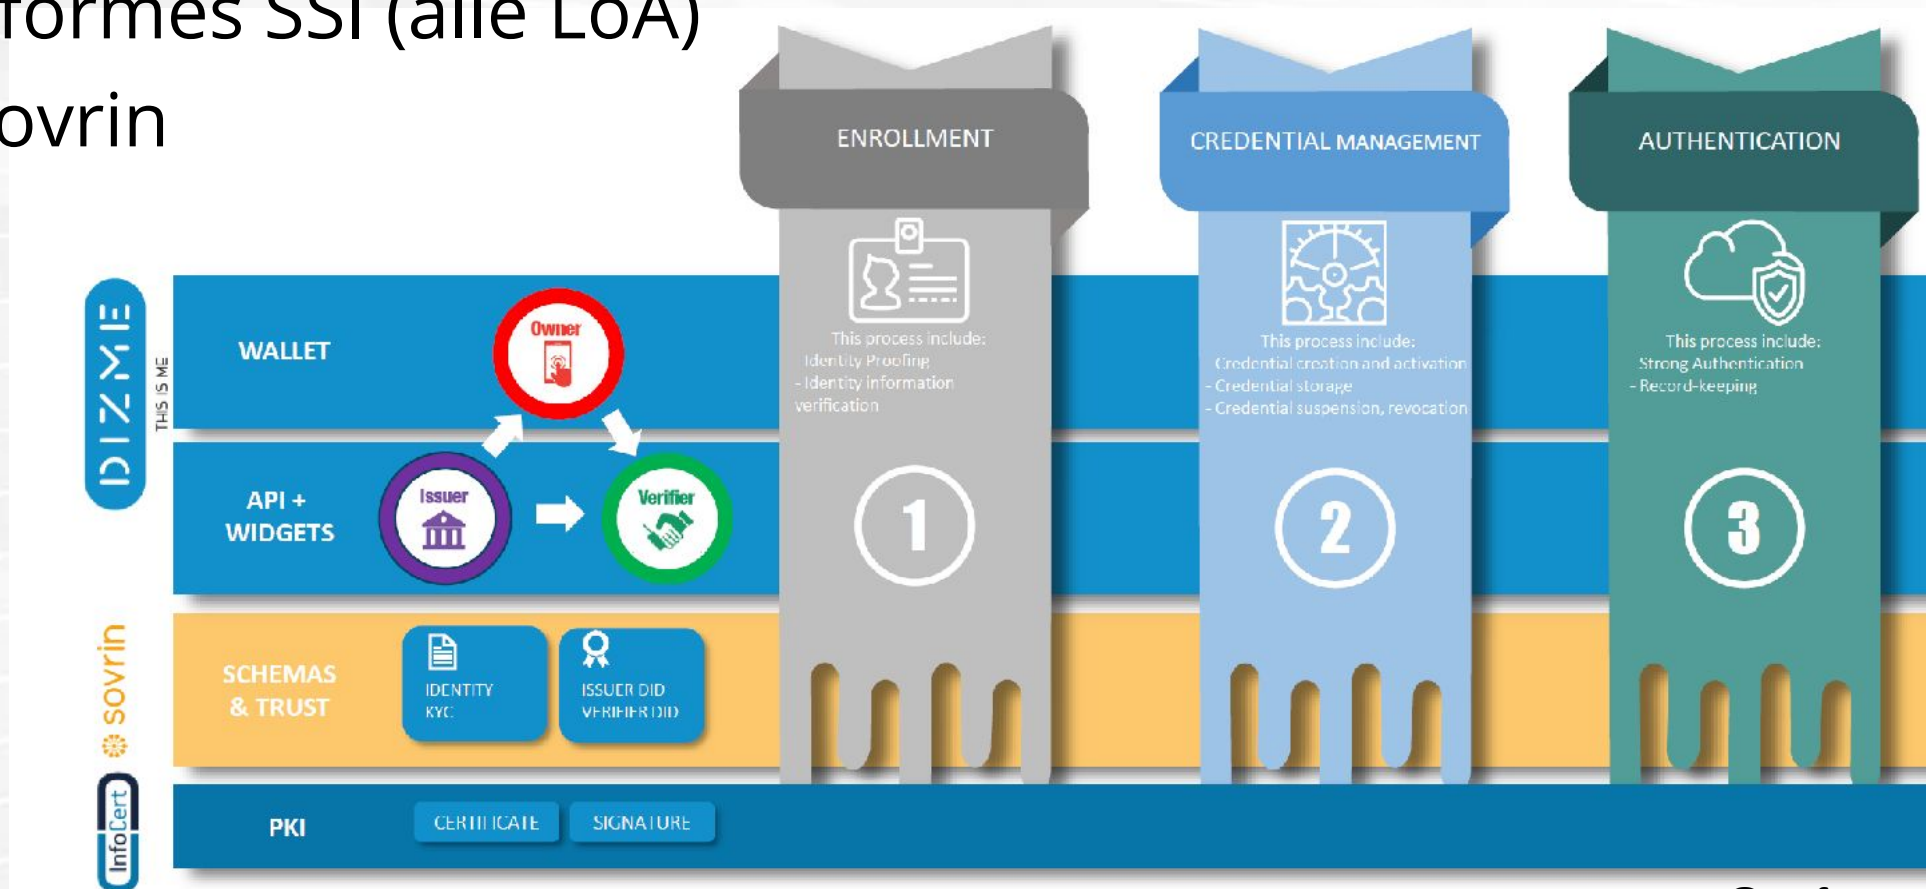 formes SSI (alle LoA)
ovrin
ENROLLMENT
CREDENTIAL MANAGEMENT
AUTHENTICATION
This process include:
Identity Proofing
- Identity information
verification
This process include:
Credential creation and activation
- Credential storage
- Credential suspension, revocation
This process include:
Strong Authentication
- Record-keeping
DIZME
THIS IS ME
WALLET
Owner
API +
WIDGETS
Issuer
Verifier
1
2
3
sovrin
SCHEMAS
& TRUST
IDENTITY
KYC
ISSUER DID
VERIFIER DID
InfoCert
PKI
CERTIFICATE
SIGNATURE